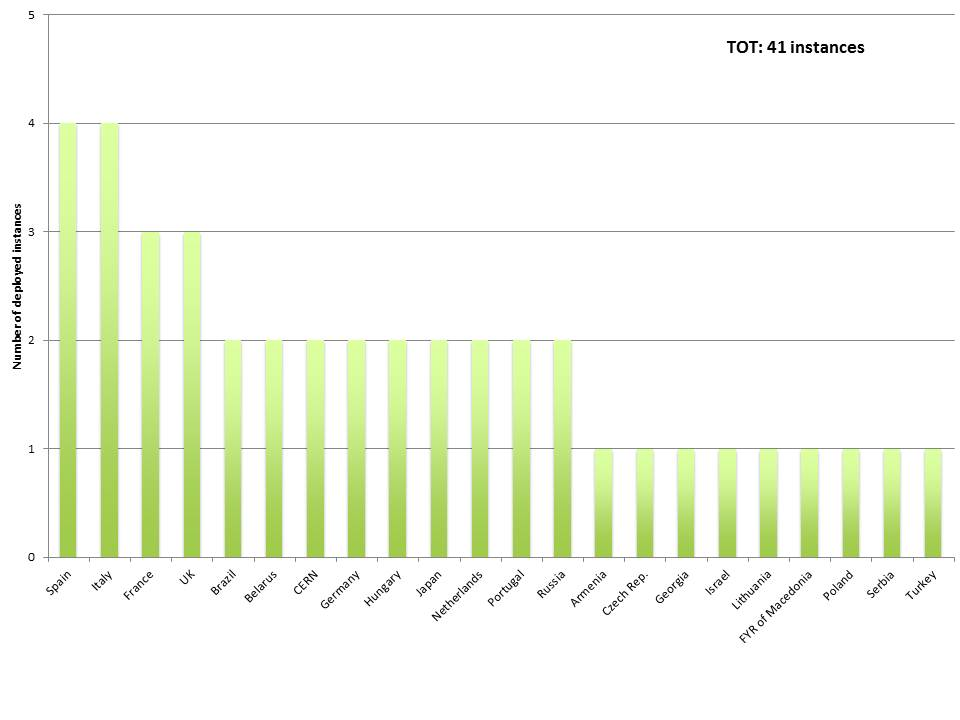 TOT: 41 instances
Number of deployed instances
5
4
3
2
1
0
Spain
Italy
France
UK
Brazil
Belarus
CERN
Germany
Hungary
Japan
Netherlands
Portugal
Russia
Armenia
Czech Rep.
Georgia
Israel
Lithuania
FYR of Macedonia
Poland
Serbia
Turkey